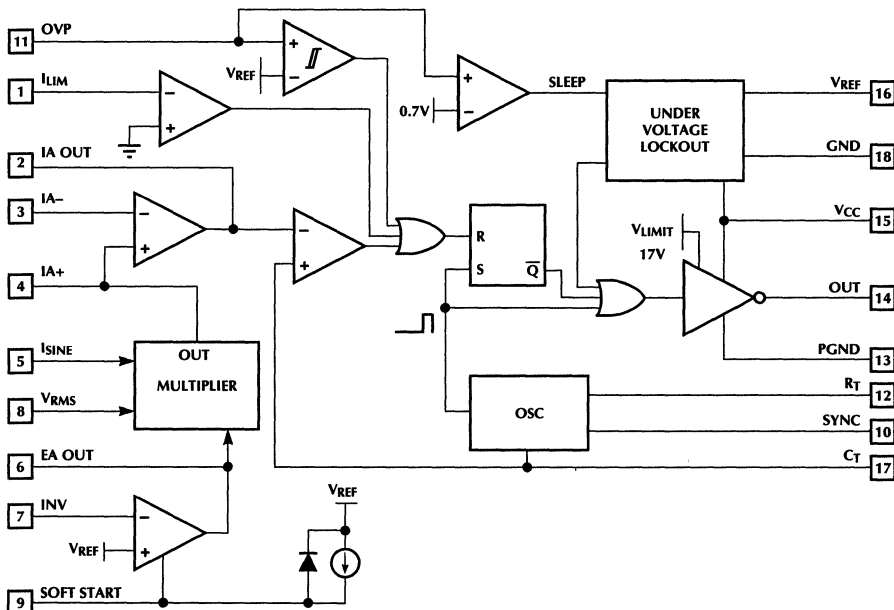 11 OVP
1 ILIM
2 IA OUT
3 IA−
4 IA+
5 ISINE
8 VRMS
6 EA OUT
7 INV
9 SOFT START
+
−
VREF
−
+
+
−
0.7V
SLEEP
UNDER
VOLTAGE
LOCKOUT
VREF 16
GND 18
VCC 15
VLIMIT
17V
OUT 14
PGND 13
RT 12
SYNC 10
CT 17
−
+
−
+
R
S
Q̅
OUT
MULTIPLIER
OSC
−
+
VREF
VREF